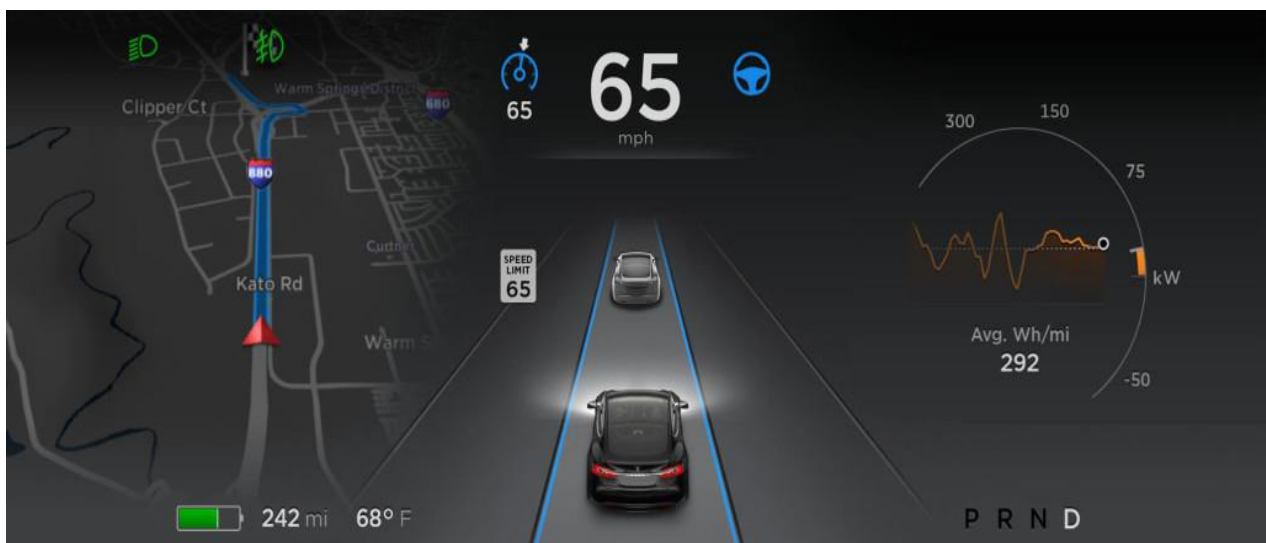 Clipper Ct
Warm Springs District
680
880
Kato Rd
Warm S
242 mi
68° F
65
65
mph
SPEED
LIMIT
65
300
150
75
kW
-50
Avg. Wh/mi
292
P R N D